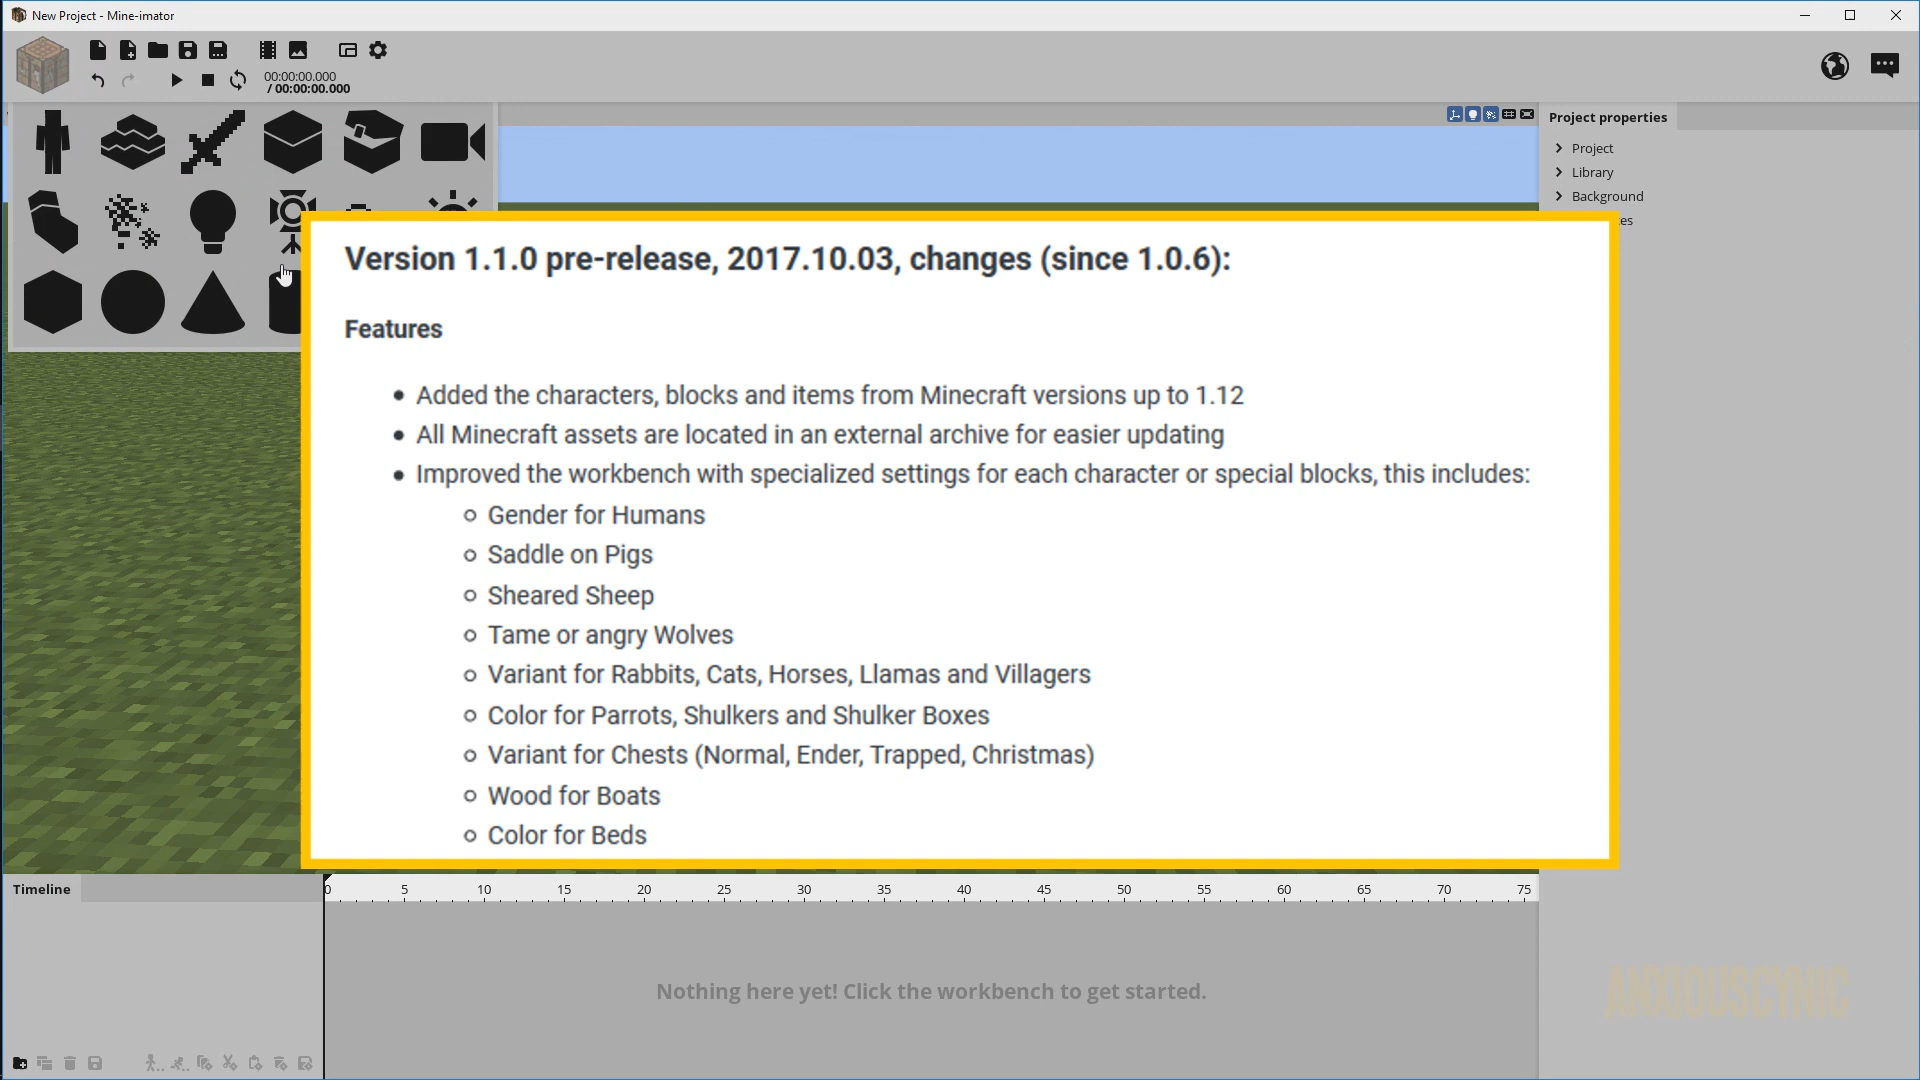 New Project - Mine-imator
00:00:00.000
/ 00:00:00.000
Project properties
Project
Library
Background
es
Version 1.1.0 pre-release, 2017.10.03, changes (since 1.0.6):
Features
• Added the characters, blocks and items from Minecraft versions up to 1.12
• All Minecraft assets are located in an external archive for easier updating
• Improved the workbench with specialized settings for each character or special blocks, this includes:
○ Gender for Humans
○ Saddle on Pigs
○ Sheared Sheep
○ Tame or angry Wolves
○ Variant for Rabbits, Cats, Horses, Llamas and Villagers
○ Color for Parrots, Shulkers and Shulker Boxes
○ Variant for Chests (Normal, Ender, Trapped, Christmas)
○ Wood for Boats
○ Color for Beds
Timeline
0 5 10 15 20 25 30 35 40 45 50 55 60 65 70 75
Nothing here yet! Click the workbench to get started.
ANXIOUSCYNIC